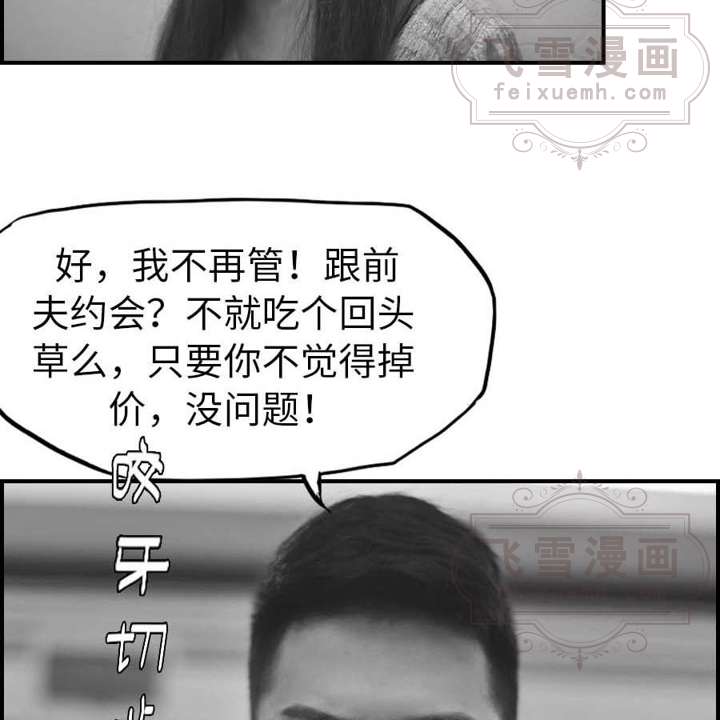 飞雪漫画
feixuemh.com
好，我不再管！跟前
夫约会？不就吃个回头
草么，只要你不觉得掉
价，没问题！
咬
牙
切
飞雪漫画
feixuemh.com